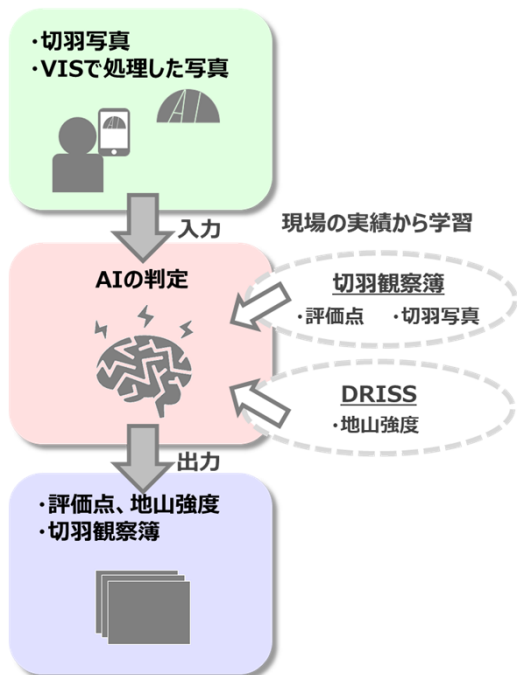 ・切羽写真
・VISで処理した写真
入力
現場の実績から学習
AIの判定
切羽観察簿
・評価点 ・切羽写真
DRISS
・地山強度
出力
・評価点、地山強度
・切羽観察簿